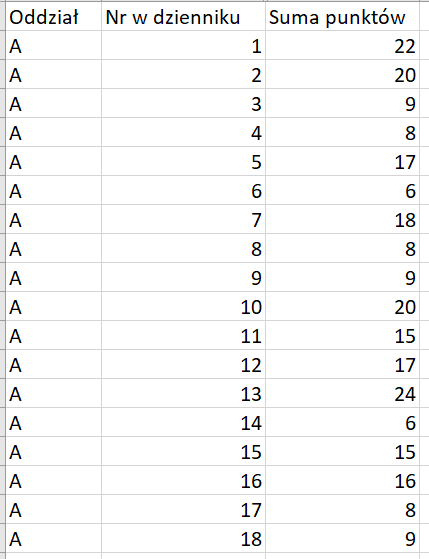 Oddział Nr w dzienniku Suma punktów
A 1 22
A 2 20
A 3 9
A 4 8
A 5 17
A 6 6
A 7 18
A 8 8
A 9 9
A 10 20
A 11 15
A 12 17
A 13 24
A 14 6
A 15 15
A 16 16
A 17 8
A 18 9